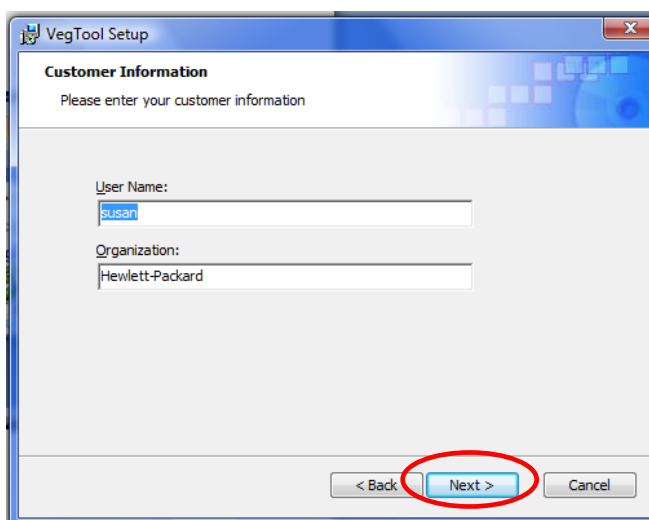 VegTool Setup
Customer Information
Please enter your customer information
User Name:
susan
Organization:
Hewlett-Packard
< Back Next > Cancel